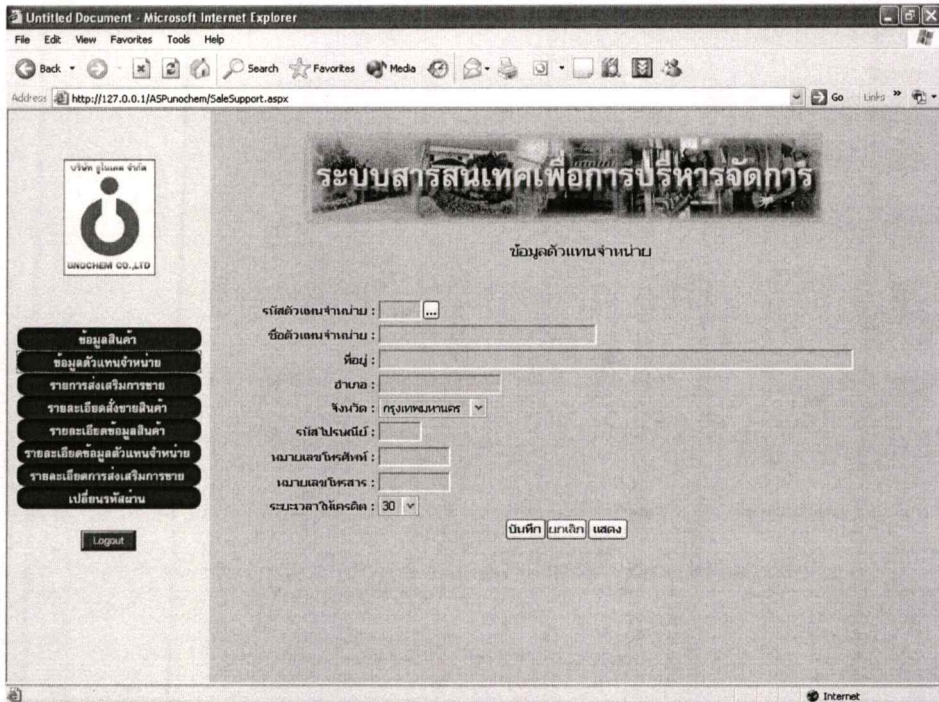 Untitled Document - Microsoft Internet Explorer
File Edit View Favorites Tools Help
Back Search Favorites Media
Address http://127.0.0.1/ASPunochem/SaleSupport.aspx Go Links »
บริษัท ยูโนเคม จำกัด
UNOCHEM CO.,LTD
ระบบสารสนเทศเพื่อการบริหารจัดการ
ข้อมูลตัวแทนจำหน่าย
รหัสตัวแทนจำหน่าย : ...
ชื่อตัวแทนจำหน่าย :
ที่อยู่ :
อำเภอ :
จังหวัด : กรุงเทพมหานคร
รหัสไปรษณีย์ :
หมายเลขโทรศัพท์ :
หมายเลขโทรสาร :
ระยะเวลาให้เครดิต : 30
บันทึก ยกเลิก แสดง
ข้อมูลสินค้า
ข้อมูลตัวแทนจำหน่าย
รายการส่งเสริมการขาย
รายละเอียดสั่งขายสินค้า
รายละเอียดข้อมูลสินค้า
รายละเอียดข้อมูลตัวแทนจำหน่าย
รายละเอียดการส่งเสริมการขาย
เปลี่ยนรหัสผ่าน
Logout
Internet